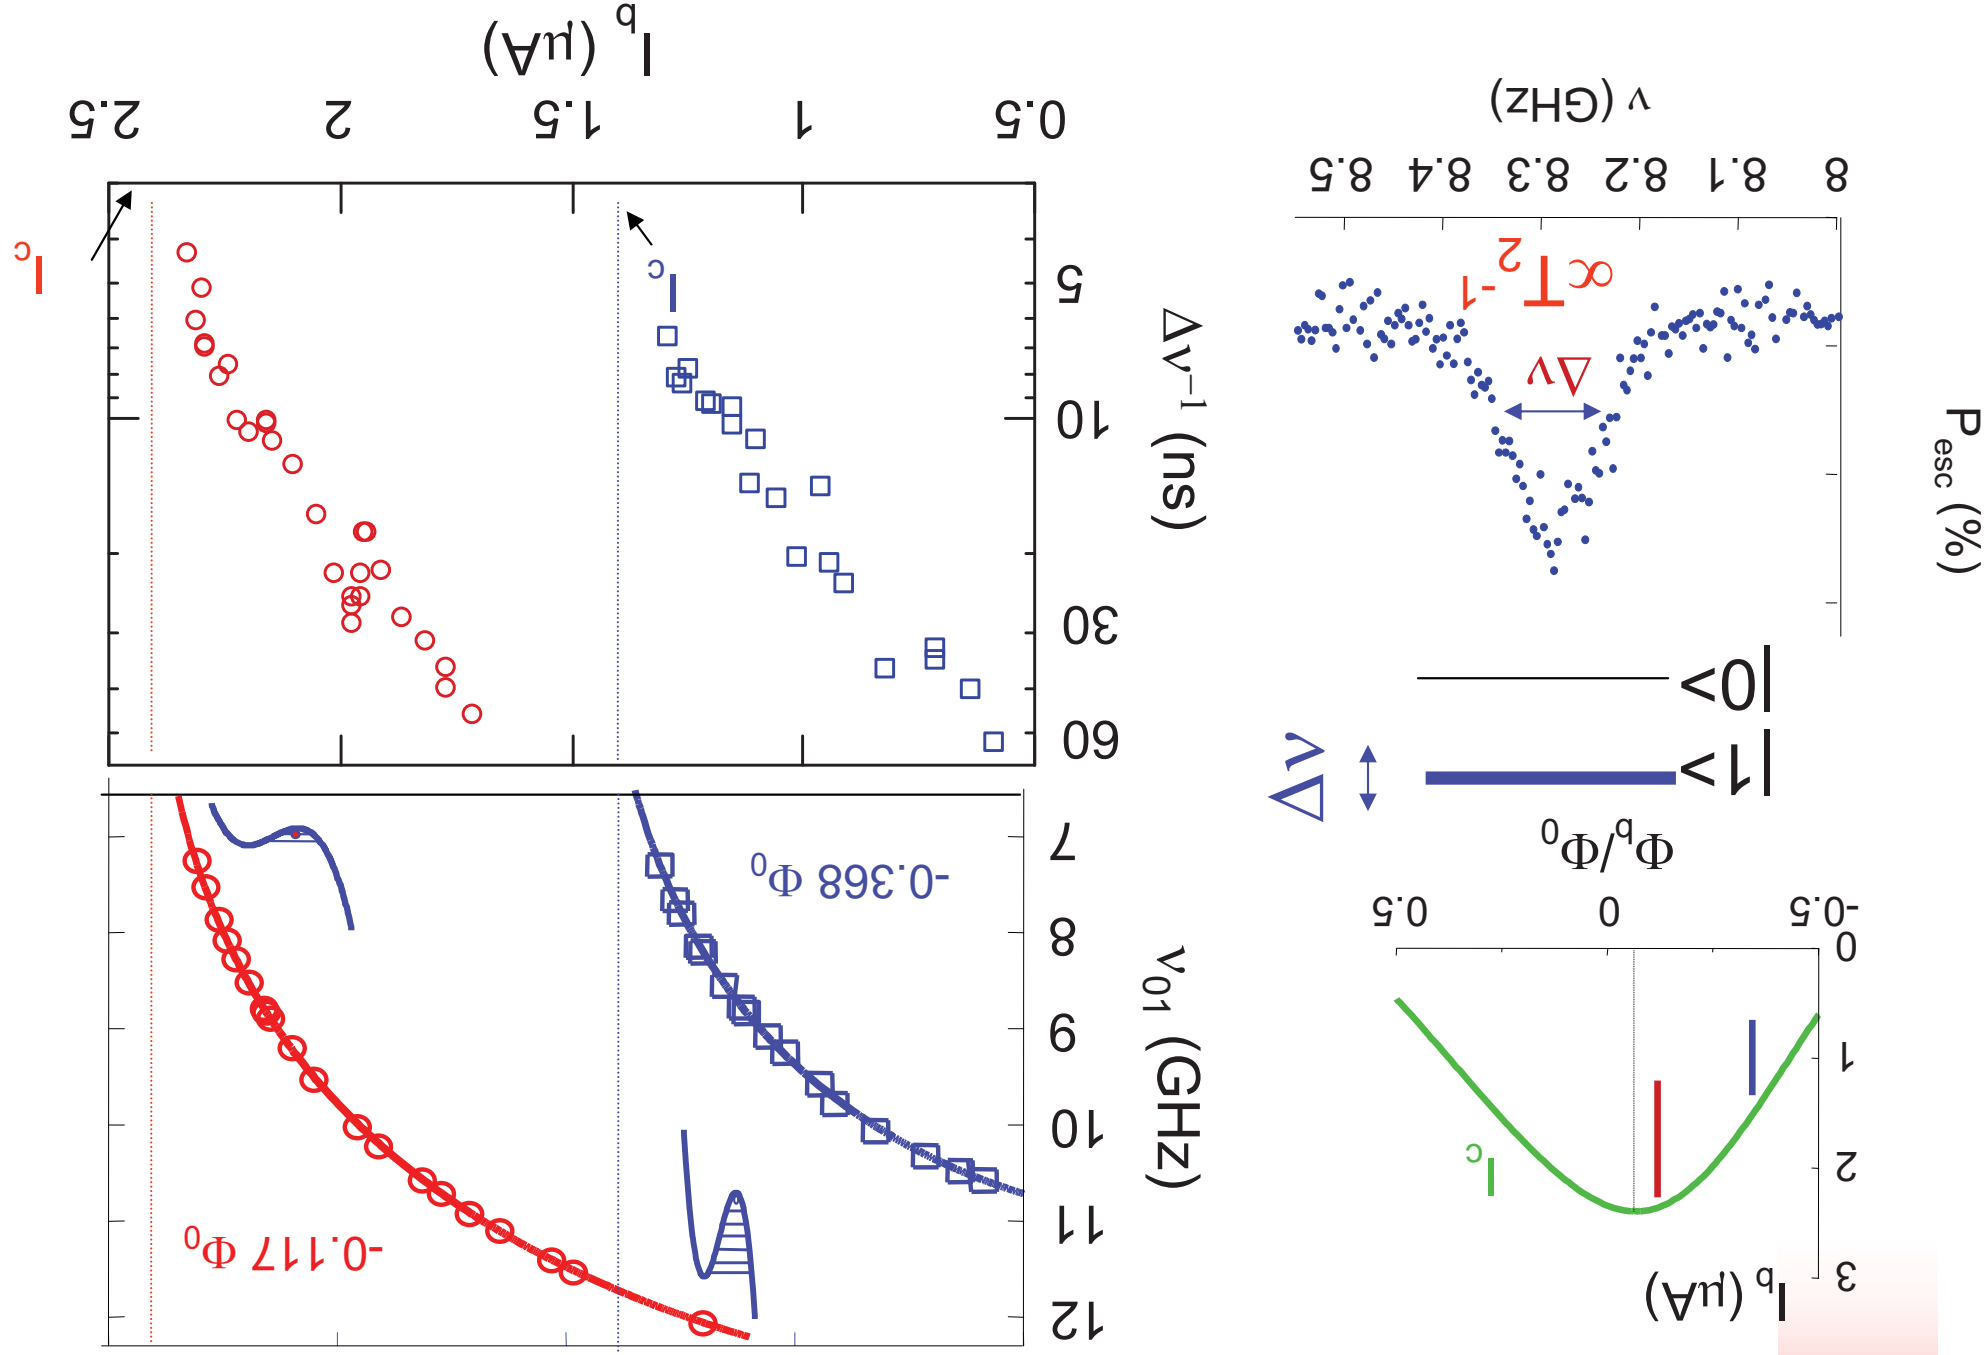 I_b (μA)
3
2
1
0
I_c
-0.5 0 0.5
Φ_b/Φ_0
|1>
|0>
Δν
P_esc (%)
Δν
∝T_2^-1
8 8.1 8.2 8.3 8.4 8.5
ν (GHz)
ν_01 (GHz)
12
11
10
9
8
7
-0.117 Φ_0
-0.368 Φ_0
Δν^−1 (ns)
60
30
10
5
I_c
I_c
0.5 1 1.5 2 2.5
I_b (μA)